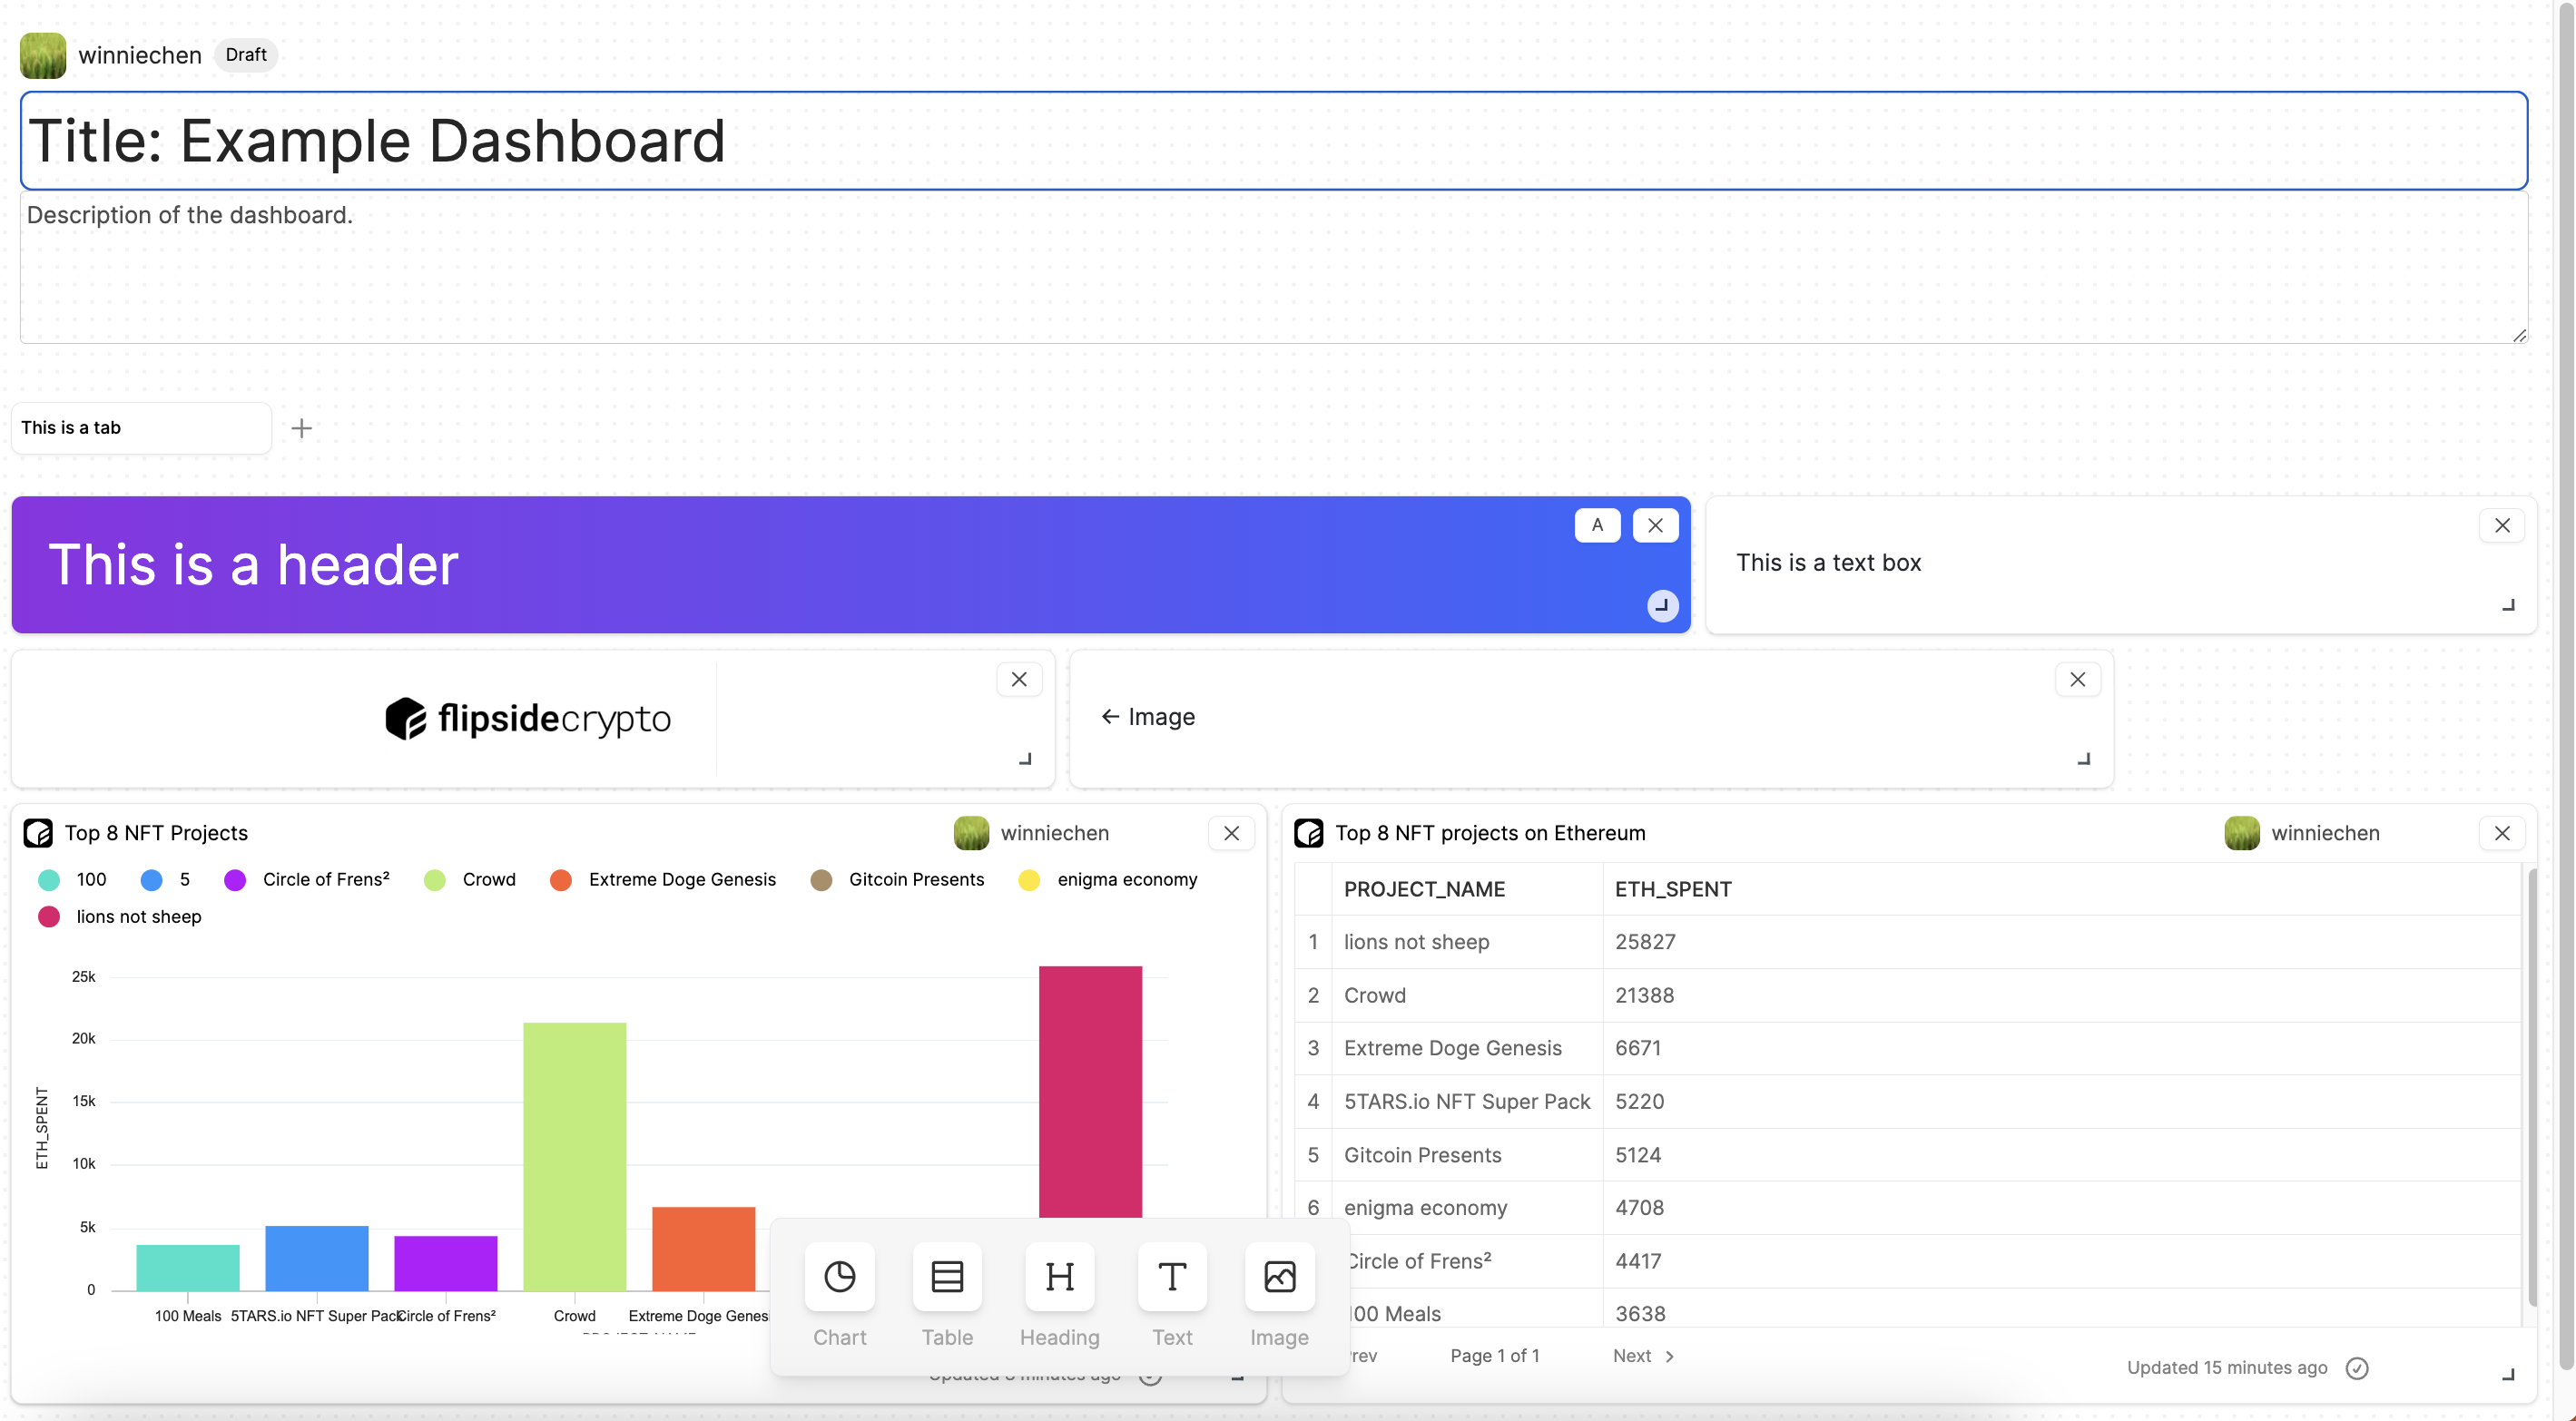 winniechen Draft
Title: Example Dashboard
Description of the dashboard.
This is a tab
This is a header
A
This is a text box
flipsidecrypto
← Image
Top 8 NFT Projects winniechen
100 5 Circle of Frens² Crowd Extreme Doge Genesis Gitcoin Presents enigma economy
lions not sheep
25k
20k
15k
10k
5k
0
ETH_SPENT
100 Meals 5TARS.io NFT Super Pack Circle of Frens² Crowd Extreme Doge Genesi
Top 8 NFT projects on Ethereum winniechen
PROJECT_NAME ETH_SPENT
1 lions not sheep 25827
2 Crowd 21388
3 Extreme Doge Genesis 6671
4 5TARS.io NFT Super Pack 5220
5 Gitcoin Presents 5124
6 enigma economy 4708
Circle of Frens² 4417
100 Meals 3638
rev Page 1 of 1 Next >
Updated 15 minutes ago
Chart Table Heading Text Image